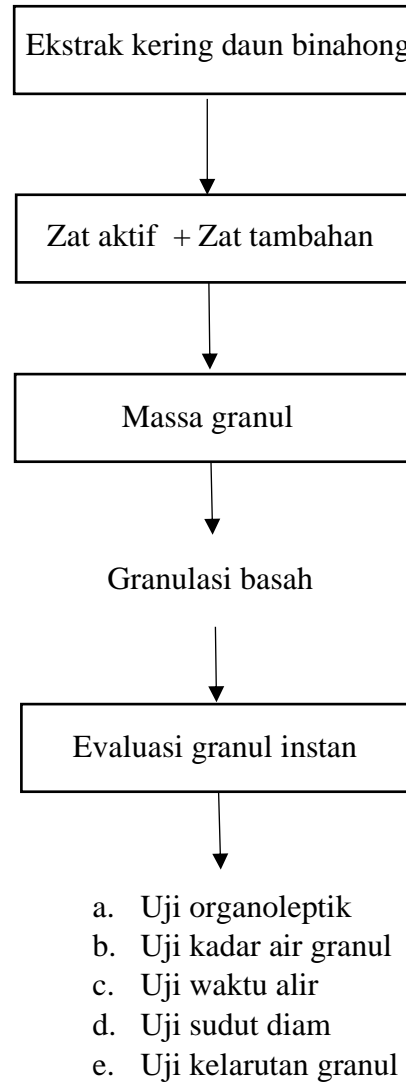 Ekstrak kering daun binahong
Zat aktif + Zat tambahan
Massa granul
Granulasi basah
Evaluasi granul instan
a. Uji organoleptik
b. Uji kadar air granul
c. Uji waktu alir
d. Uji sudut diam
e. Uji kelarutan granul